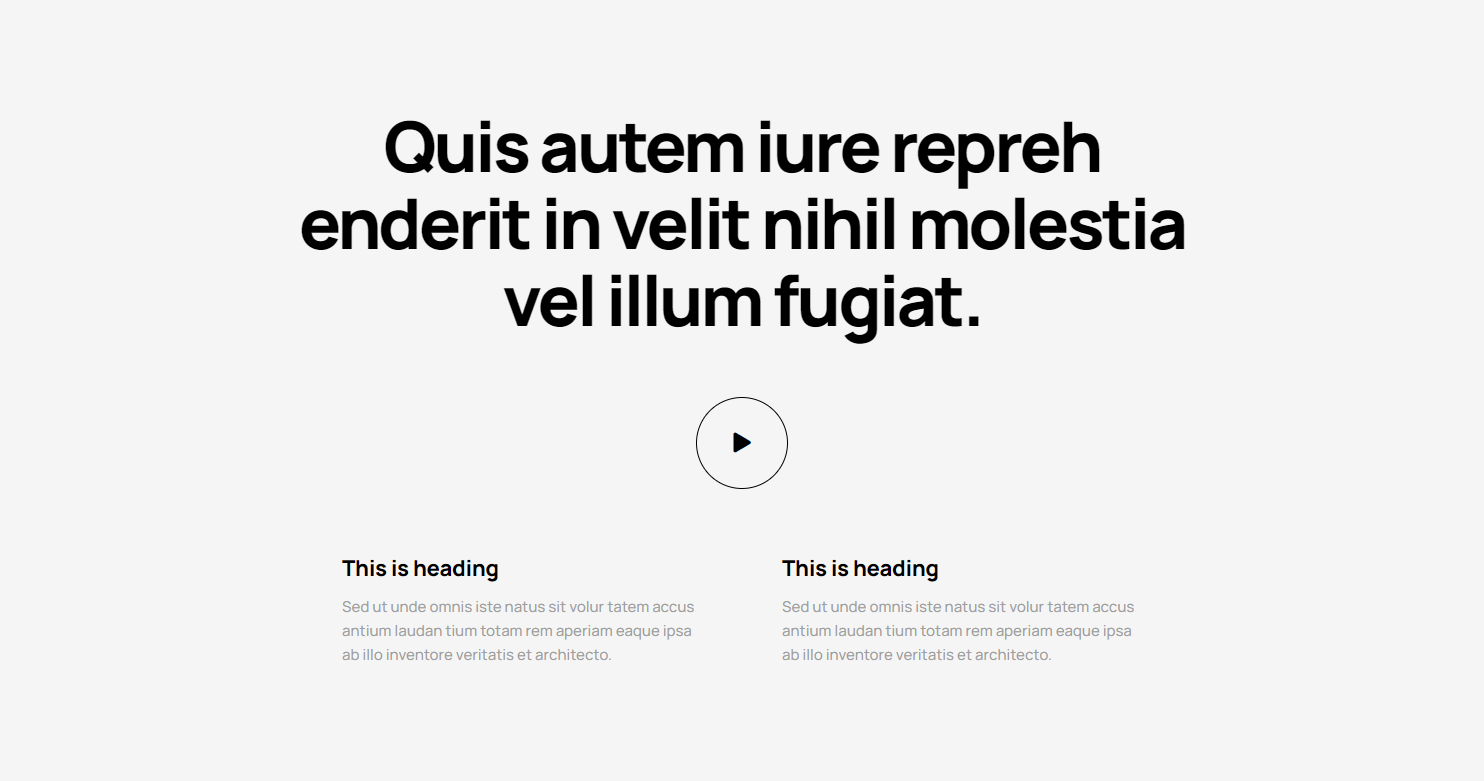 Quis autem iure repreh
enderit in velit nihil molestia
vel illum fugiat.
This is heading
Sed ut unde omnis iste natus sit volur tatem accus
antium laudan tium totam rem aperiam eaque ipsa
ab illo inventore veritatis et architecto.
This is heading
Sed ut unde omnis iste natus sit volur tatem accus
antium laudan tium totam rem aperiam eaque ipsa
ab illo inventore veritatis et architecto.